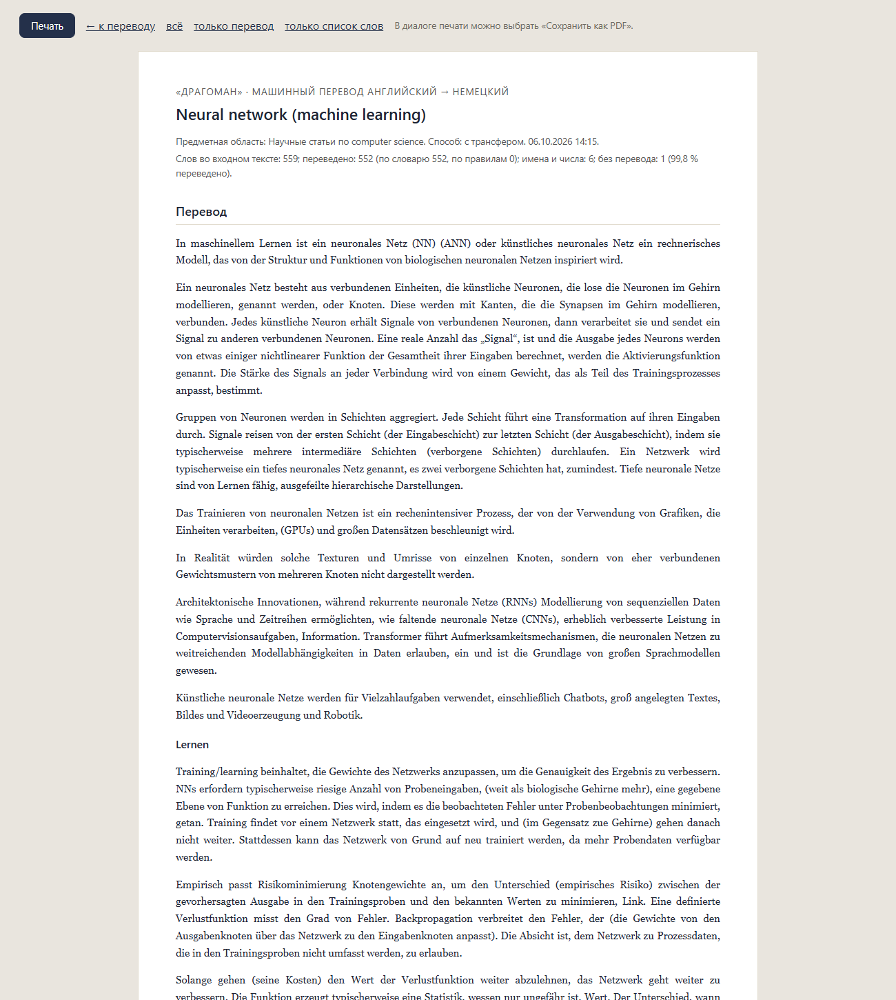 Печать ← к переводу всё только перевод только список слов В диалоге печати можно выбрать «Сохранить как PDF».
«ДРАГОМАН» · МАШИННЫЙ ПЕРЕВОД АНГЛИЙСКИЙ → НЕМЕЦКИЙ
Neural network (machine learning)
Предметная область: Научные статьи по computer science. Способ: с трансфером. 06.10.2026 14:15.
Слов во входном тексте: 559; переведено: 552 (по словарю 552, по правилам 0); имена и числа: 6; без перевода: 1 (99,8 %
переведено).
Перевод
In maschinellem Lernen ist ein neuronales Netz (NN) (ANN) oder künstliches neuronales Netz ein rechnerisches
Modell, das von der Struktur und Funktionen von biologischen neuronalen Netzen inspiriert wird.
Ein neuronales Netz besteht aus verbundenen Einheiten, die künstliche Neuronen, die lose die Neuronen im Gehirn
modellieren, genannt werden, oder Knoten. Diese werden mit Kanten, die die Synapsen im Gehirn modellieren,
verbunden. Jedes künstliche Neuron erhält Signale von verbundenen Neuronen, dann verarbeitet sie und sendet ein
Signal zu anderen verbundenen Neuronen. Eine reale Anzahl das „Signal“, ist und die Ausgabe jedes Neurons werden
von etwas einiger nichtlinearer Funktion der Gesamtheit ihrer Eingaben berechnet, werden die Aktivierungsfunktion
genannt. Die Stärke des Signals an jeder Verbindung wird von einem Gewicht, das als Teil des Trainingsprozesses
anpasst, bestimmt.
Gruppen von Neuronen werden in Schichten aggregiert. Jede Schicht führt eine Transformation auf ihren Eingaben
durch. Signale reisen von der ersten Schicht (der Eingabeschicht) zur letzten Schicht (der Ausgabeschicht), indem sie
typischerweise mehrere intermediäre Schichten (verborgene Schichten) durchlaufen. Ein Netzwerk wird
typischerweise ein tiefes neuronales Netz genannt, es zwei verborgene Schichten hat, zumindest. Tiefe neuronale Netze
sind von Lernen fähig, ausgefeilte hierarchische Darstellungen.
Das Trainieren von neuronalen Netzen ist ein rechenintensiver Prozess, der von der Verwendung von Grafiken, die
Einheiten verarbeiten, (GPUs) und großen Datensätzen beschleunigt wird.
In Realität würden solche Texturen und Umrisse von einzelnen Knoten, sondern von eher verbundenen
Gewichtsmustern von mehreren Knoten nicht dargestellt werden.
Architektonische Innovationen, während rekurrente neuronale Netze (RNNs) Modellierung von sequenziellen Daten
wie Sprache und Zeitreihen ermöglichten, wie faltende neuronale Netze (CNNs), erheblich verbesserte Leistung in
Computervisionsaufgaben, Information. Transformer führt Aufmerksamkeitsmechanismen, die neuronalen Netzen zu
weitreichenden Modellabhängigkeiten in Daten erlauben, ein und ist die Grundlage von großen Sprachmodellen
gewesen.
Künstliche neuronale Netze werden für Vielzahlaufgaben verwendet, einschließlich Chatbots, groß angelegten Textes,
Bildes und Videoerzeugung und Robotik.
Lernen
Training/learning beinhaltet, die Gewichte des Netzwerks anzupassen, um die Genauigkeit des Ergebnis zu verbessern.
NNs erfordern typischerweise riesige Anzahl von Probeneingaben, (weit als biologische Gehirne mehr), eine gegebene
Ebene von Funktion zu erreichen. Dies wird, indem es die beobachteten Fehler unter Probenbeobachtungen minimiert,
getan. Training findet vor einem Netzwerk statt, das eingesetzt wird, und (im Gegensatz zue Gehirne) gehen danach
nicht weiter. Stattdessen kann das Netzwerk von Grund auf neu trainiert werden, da mehr Probendaten verfügbar
werden.
Empirisch passt Risikominimierung Knotengewichte an, um den Unterschied (empirisches Risiko) zwischen der
gevorhersagten Ausgabe in den Trainingsproben und den bekannten Werten zu minimieren, Link. Eine definierte
Verlustfunktion misst den Grad von Fehler. Backpropagation verbreitet den Fehler, der (die Gewichte von den
Ausgabenknoten über das Netzwerk zu den Eingabenknoten anpasst). Die Absicht ist, dem Netzwerk zu Prozessdaten,
die in den Trainingsproben nicht umfasst werden, zu erlauben.
Solange gehen (seine Kosten) den Wert der Verlustfunktion weiter abzulehnen, das Netzwerk geht weiter zu
verbessern. Die Funktion erzeugt typischerweise eine Statistik, wessen nur ungefähr ist, Wert. Der Unterschied, wann